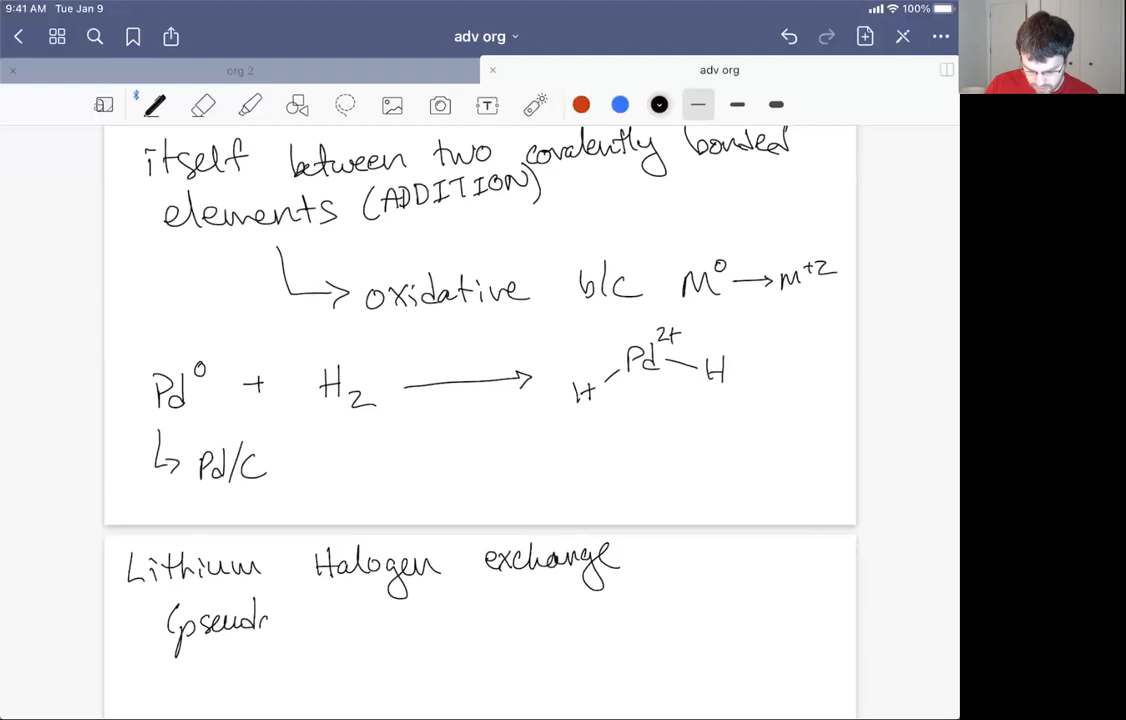 9:41 AM Tue Jan 9
100%
adv org
org 2
adv org
itself between two covalently bonded
elements (ADDITION)
oxidative b/c M⁰ → M⁺²
Pd⁰ + H₂ → H Pd²⁺ H
↳ Pd/C
Lithium Halogen exchange
(pseudo